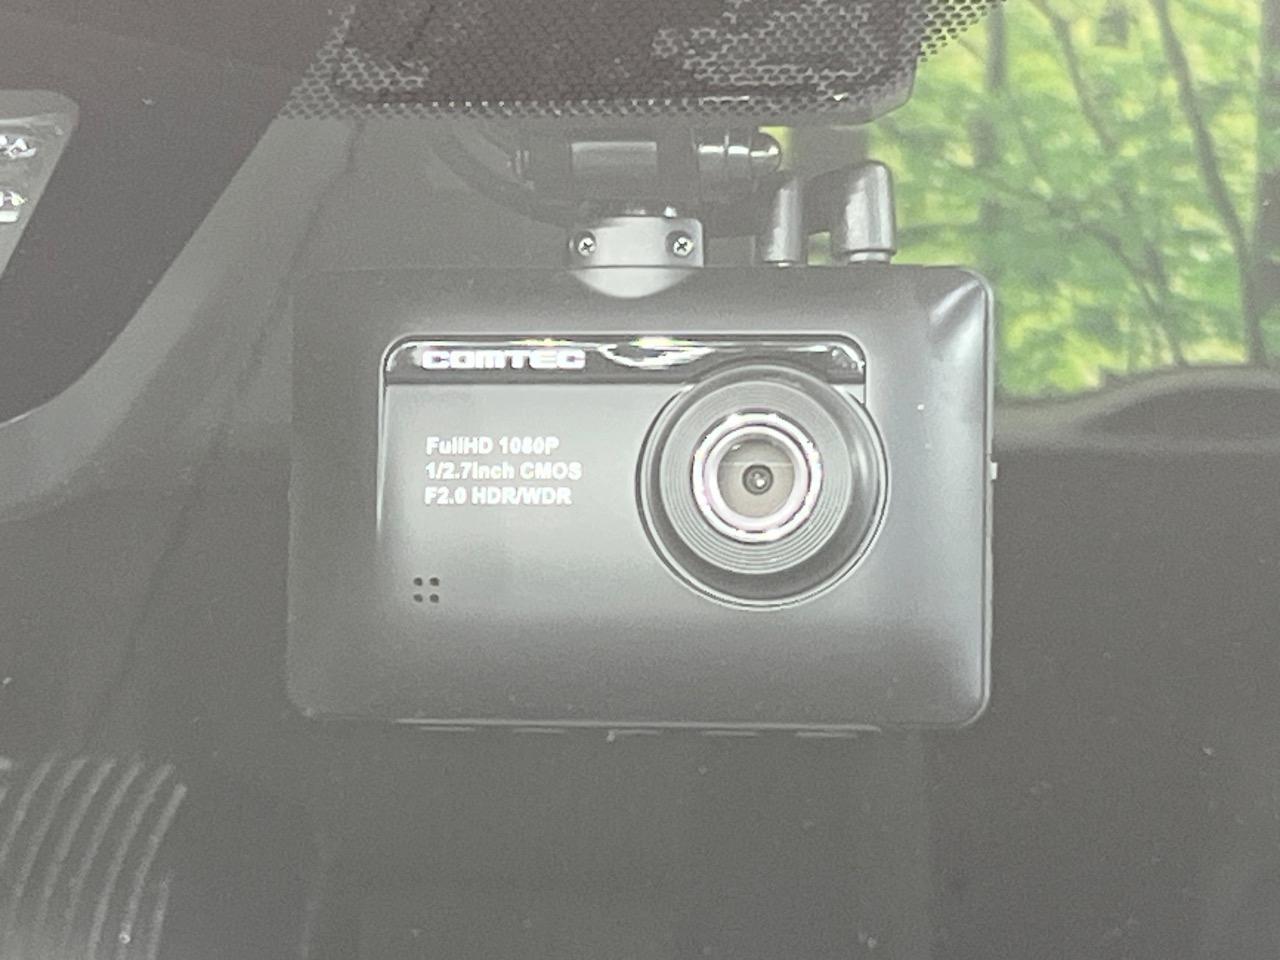 COMTEC
FullHD 1080P
1/2.7Inch CMOS
F2.0 HDR/WDR